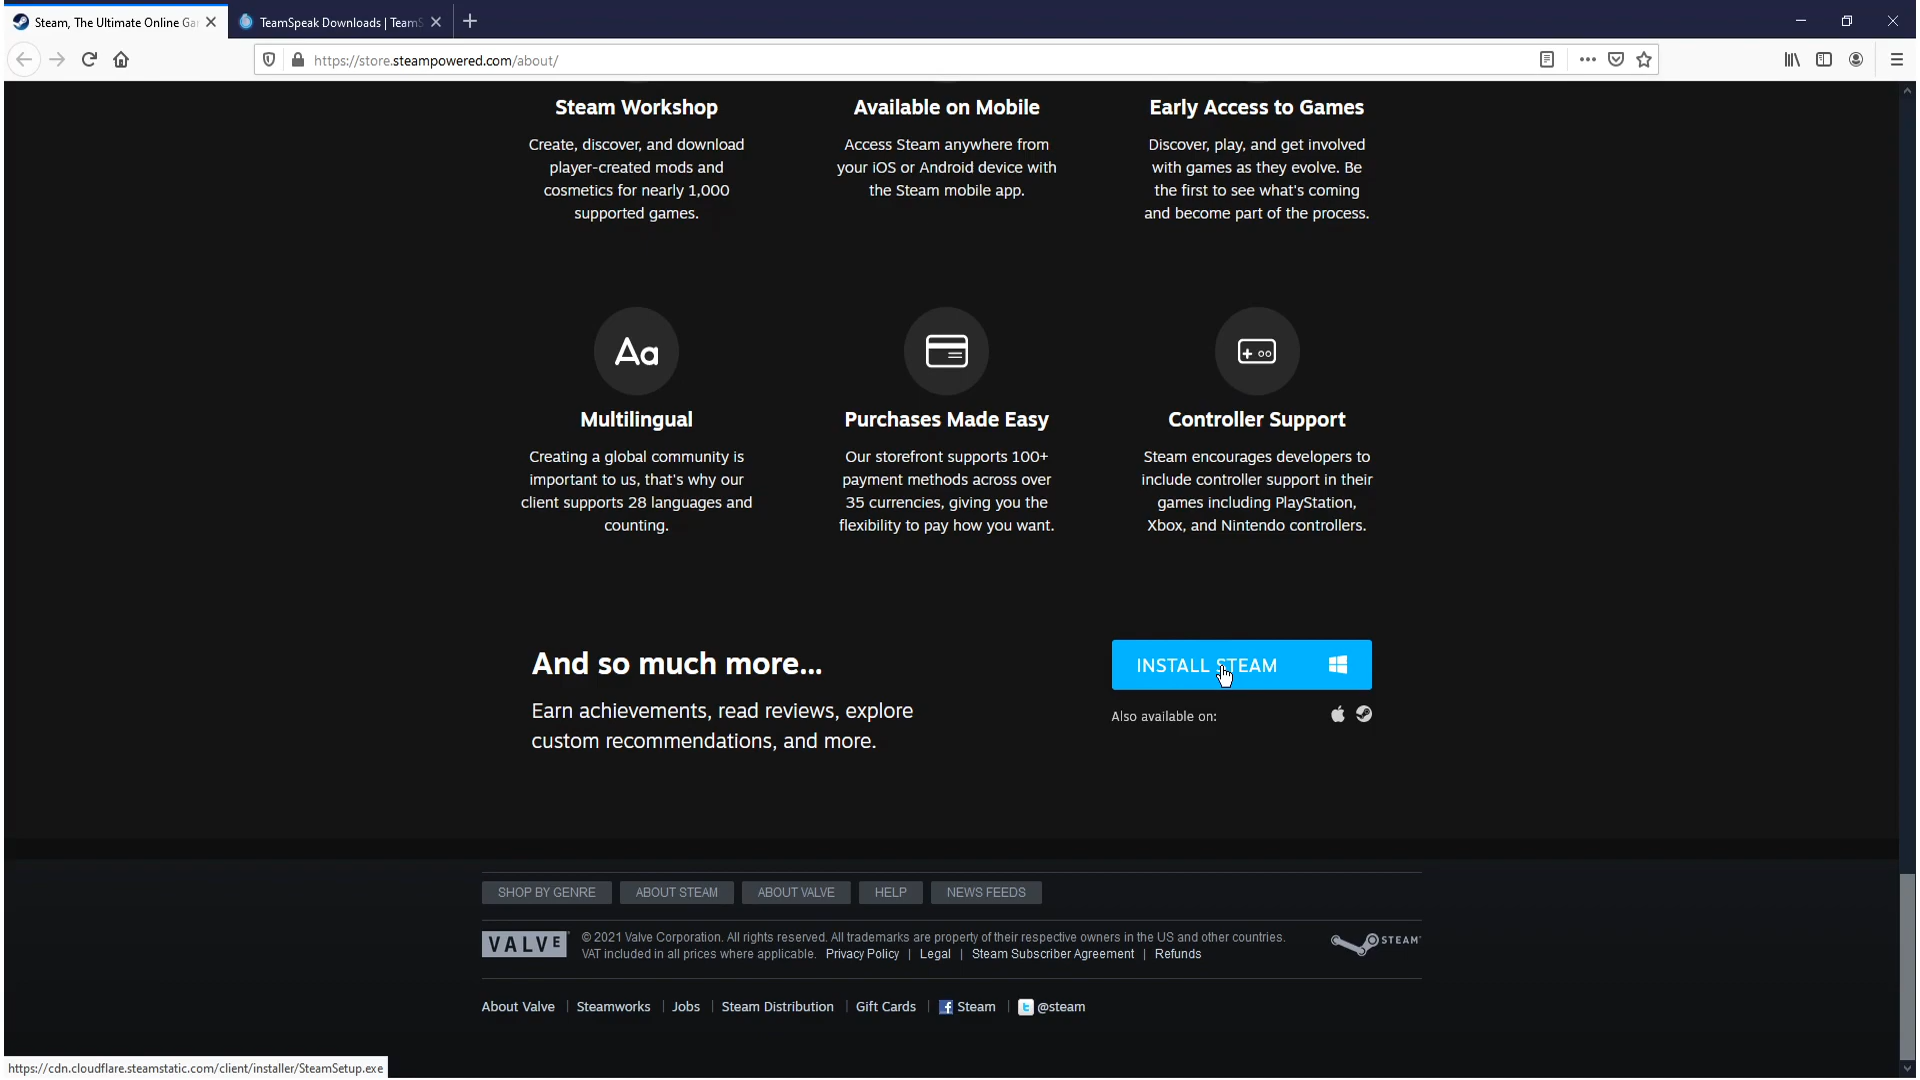 Steam, The Ultimate Online Ga
TeamSpeak Downloads | TeamS
https://store.steampowered.com/about/
Steam Workshop
Create, discover, and download
player-created mods and
cosmetics for nearly 1,000
supported games.
Available on Mobile
Access Steam anywhere from
your iOS or Android device with
the Steam mobile app.
Early Access to Games
Discover, play, and get involved
with games as they evolve. Be
the first to see what's coming
and become part of the process.
Aa
Multilingual
Creating a global community is
important to us, that's why our
client supports 28 languages and
counting.
Purchases Made Easy
Our storefront supports 100+
payment methods across over
35 currencies, giving you the
flexibility to pay how you want.
Controller Support
Steam encourages developers to
include controller support in their
games including PlayStation,
Xbox, and Nintendo controllers.
And so much more...
Earn achievements, read reviews, explore
custom recommendations, and more.
INSTALL STEAM
Also available on:
SHOP BY GENRE
ABOUT STEAM
ABOUT VALVE
HELP
NEWS FEEDS
VALVE
© 2021 Valve Corporation. All rights reserved. All trademarks are property of their respective owners in the US and other countries.
VAT included in all prices where applicable. Privacy Policy | Legal | Steam Subscriber Agreement | Refunds
STEAM
About Valve | Steamworks | Jobs | Steam Distribution | Gift Cards | Steam | @steam
https://cdn.cloudflare.steamstatic.com/client/installer/SteamSetup.exe